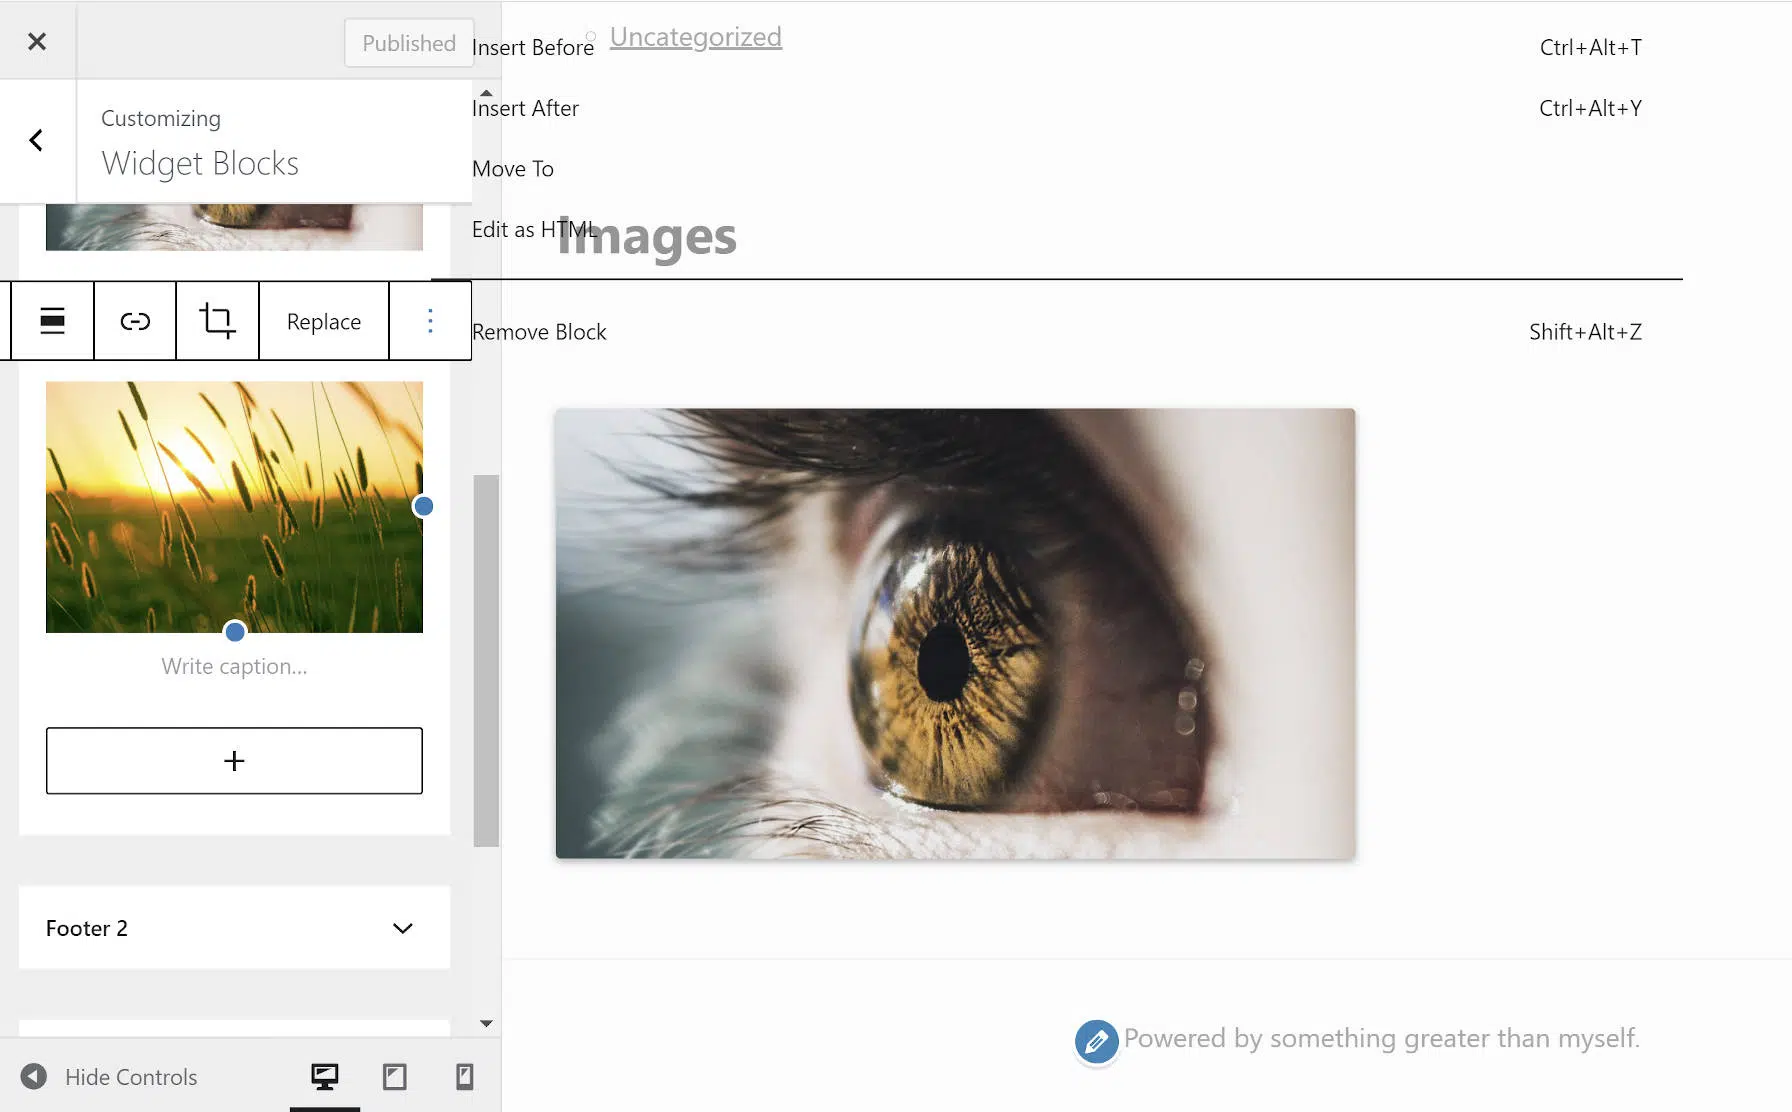 Published
Customizing
Widget Blocks
Replace
Write caption...
Footer 2
Hide Controls
Insert Before Ctrl+Alt+T
Uncategorized
Insert After Ctrl+Alt+Y
Move To
Edit as HTML
Images
Remove Block Shift+Alt+Z
Powered by something greater than myself.